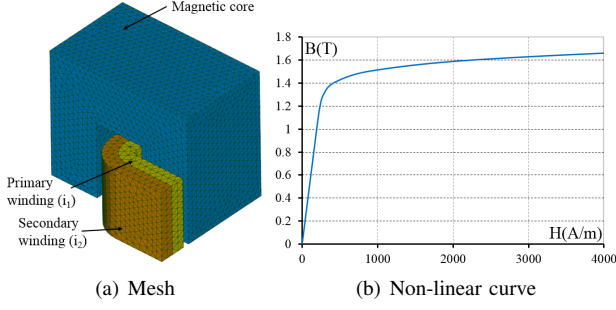 Magnetic core
Primary
winding (i₁)
Secondary
winding (i₂)
(a) Mesh
B(T)
1.8
1.6
1.4
1.2
1
0.8
0.6
0.4
0.2
0
H(A/m)
0 1000 2000 3000 4000
(b) Non-linear curve